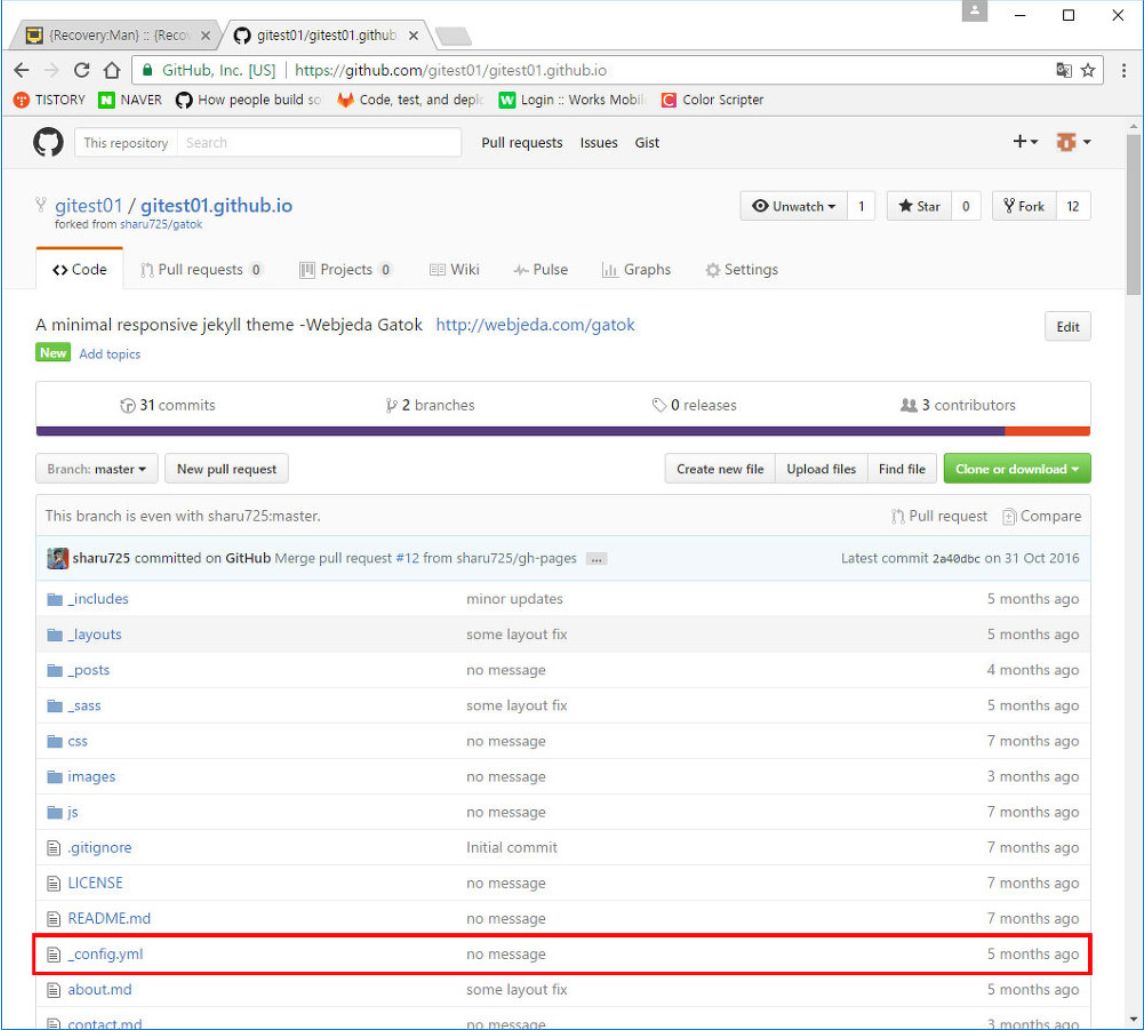 {Recovery:Man} :: {Reco
gitest01/gitest01.github
GitHub, Inc. [US] | https://github.com/gitest01/gitest01.github.io
TISTORY NAVER How people build so Code, test, and deplo Login :: Works Mobil Color Scripter
This repository Search Pull requests Issues Gist
gitest01 / gitest01.github.io Unwatch 1 Star 0 Fork 12
forked from sharu725/gatok
Code Pull requests 0 Projects 0 Wiki Pulse Graphs Settings
A minimal responsive jekyll theme -Webjeda Gatok http://webjeda.com/gatok Edit
New Add topics
31 commits 2 branches 0 releases 3 contributors
Branch: master New pull request Create new file Upload files Find file Clone or download
This branch is even with sharu725:master. Pull request Compare
sharu725 committed on GitHub Merge pull request #12 from sharu725/gh-pages ... Latest commit 2a40dbc on 31 Oct 2016
_includes minor updates 5 months ago
_layouts some layout fix 5 months ago
_posts no message 4 months ago
_sass some layout fix 5 months ago
css no message 7 months ago
images no message 3 months ago
js no message 7 months ago
.gitignore Initial commit 7 months ago
LICENSE no message 7 months ago
README.md no message 7 months ago
_config.yml no message 5 months ago
about.md some layout fix 5 months ago
contact.md no message 3 months ago